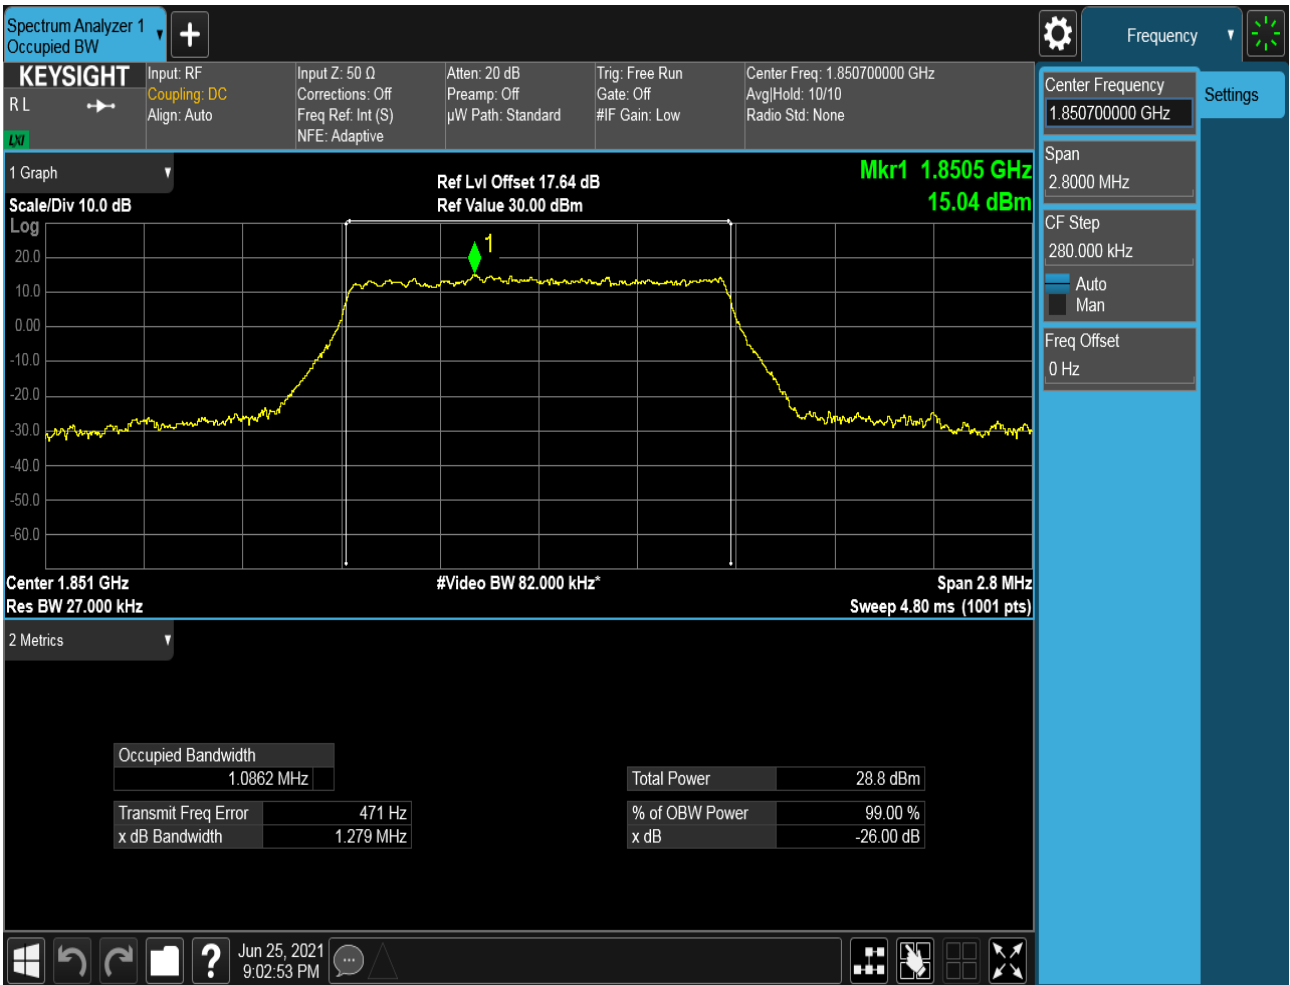 Spectrum Analyzer 1
Occupied BW
Frequency
KEYSIGHT
R L
LXI
Input: RF
Coupling: DC
Align: Auto
Input Z: 50 Ω
Corrections: Off
Freq Ref: Int (S)
NFE: Adaptive
Atten: 20 dB
Preamp: Off
µW Path: Standard
Trig: Free Run
Gate: Off
#IF Gain: Low
Center Freq: 1.850700000 GHz
Avg|Hold: 10/10
Radio Std: None
Center Frequency
1.850700000 GHz
Settings
Span
2.8000 MHz
CF Step
280.000 kHz
Auto
Man
Freq Offset
0 Hz
1 Graph
Scale/Div 10.0 dB
Ref Lvl Offset 17.64 dB
Ref Value 30.00 dBm
Mkr1 1.8505 GHz
15.04 dBm
Log
1
20.0
10.0
0.00
-10.0
-20.0
-30.0
-40.0
-50.0
-60.0
Center 1.851 GHz
Res BW 27.000 kHz
#Video BW 82.000 kHz*
Span 2.8 MHz
Sweep 4.80 ms (1001 pts)
2 Metrics
Occupied Bandwidth
1.0862 MHz
Transmit Freq Error 471 Hz
x dB Bandwidth 1.279 MHz
Total Power 28.8 dBm
% of OBW Power 99.00 %
x dB -26.00 dB
?
Jun 25, 2021
9:02:53 PM